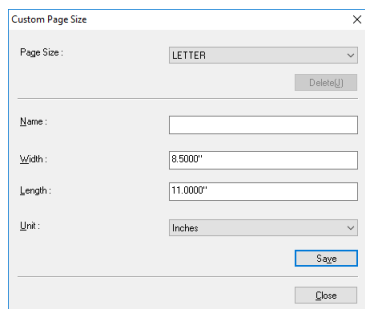 Custom Page Size
Page Size : LETTER
Delete(J)
Name :
Width : 8.5000"
Length : 11.0000"
Unit : Inches
Save
Close